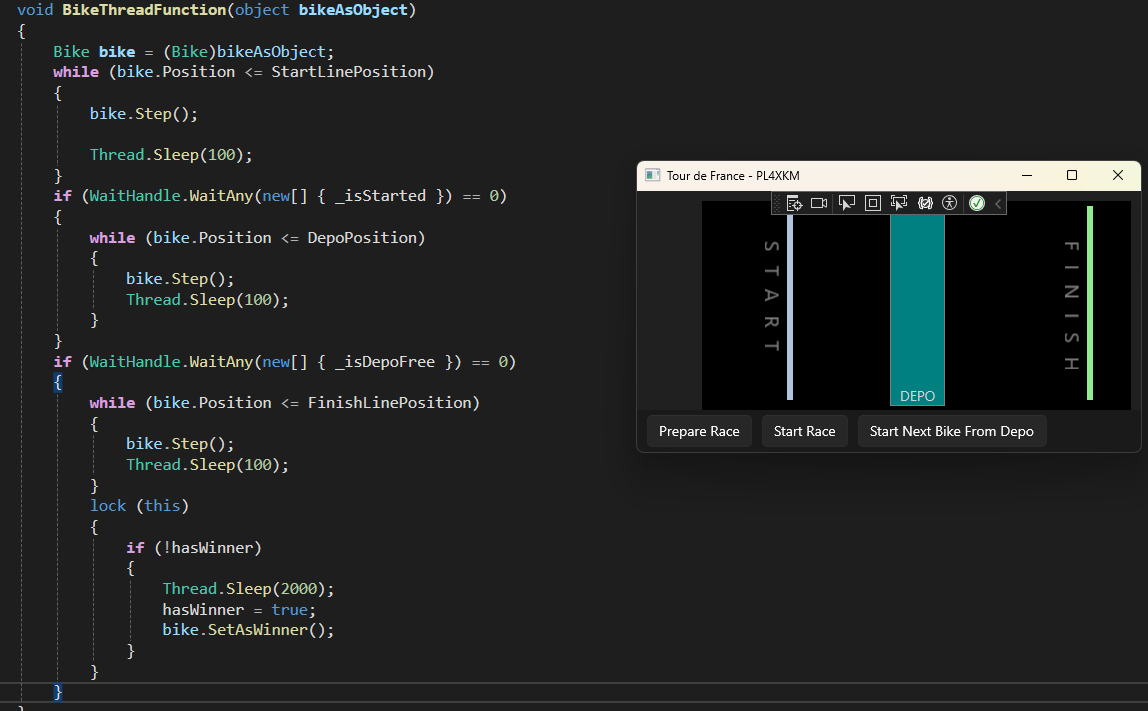 void BikeThreadFunction(object bikeAsObject)
{
Bike bike = (Bike)bikeAsObject;
while (bike.Position <= StartLinePosition)
{
bike.Step();
Thread.Sleep(100);
}
if (WaitHandle.WaitAny(new[] { _isStarted }) == 0)
{
while (bike.Position <= DepoPosition)
{
bike.Step();
Thread.Sleep(100);
}
}
if (WaitHandle.WaitAny(new[] { _isDepoFree }) == 0)
{
while (bike.Position <= FinishLinePosition)
{
bike.Step();
Thread.Sleep(100);
}
lock (this)
{
if (!hasWinner)
{
Thread.Sleep(2000);
hasWinner = true;
bike.SetAsWinner();
}
}
}
Tour de France - PL4XKM
START
DEPO
FINISH
Prepare Race
Start Race
Start Next Bike From Depo